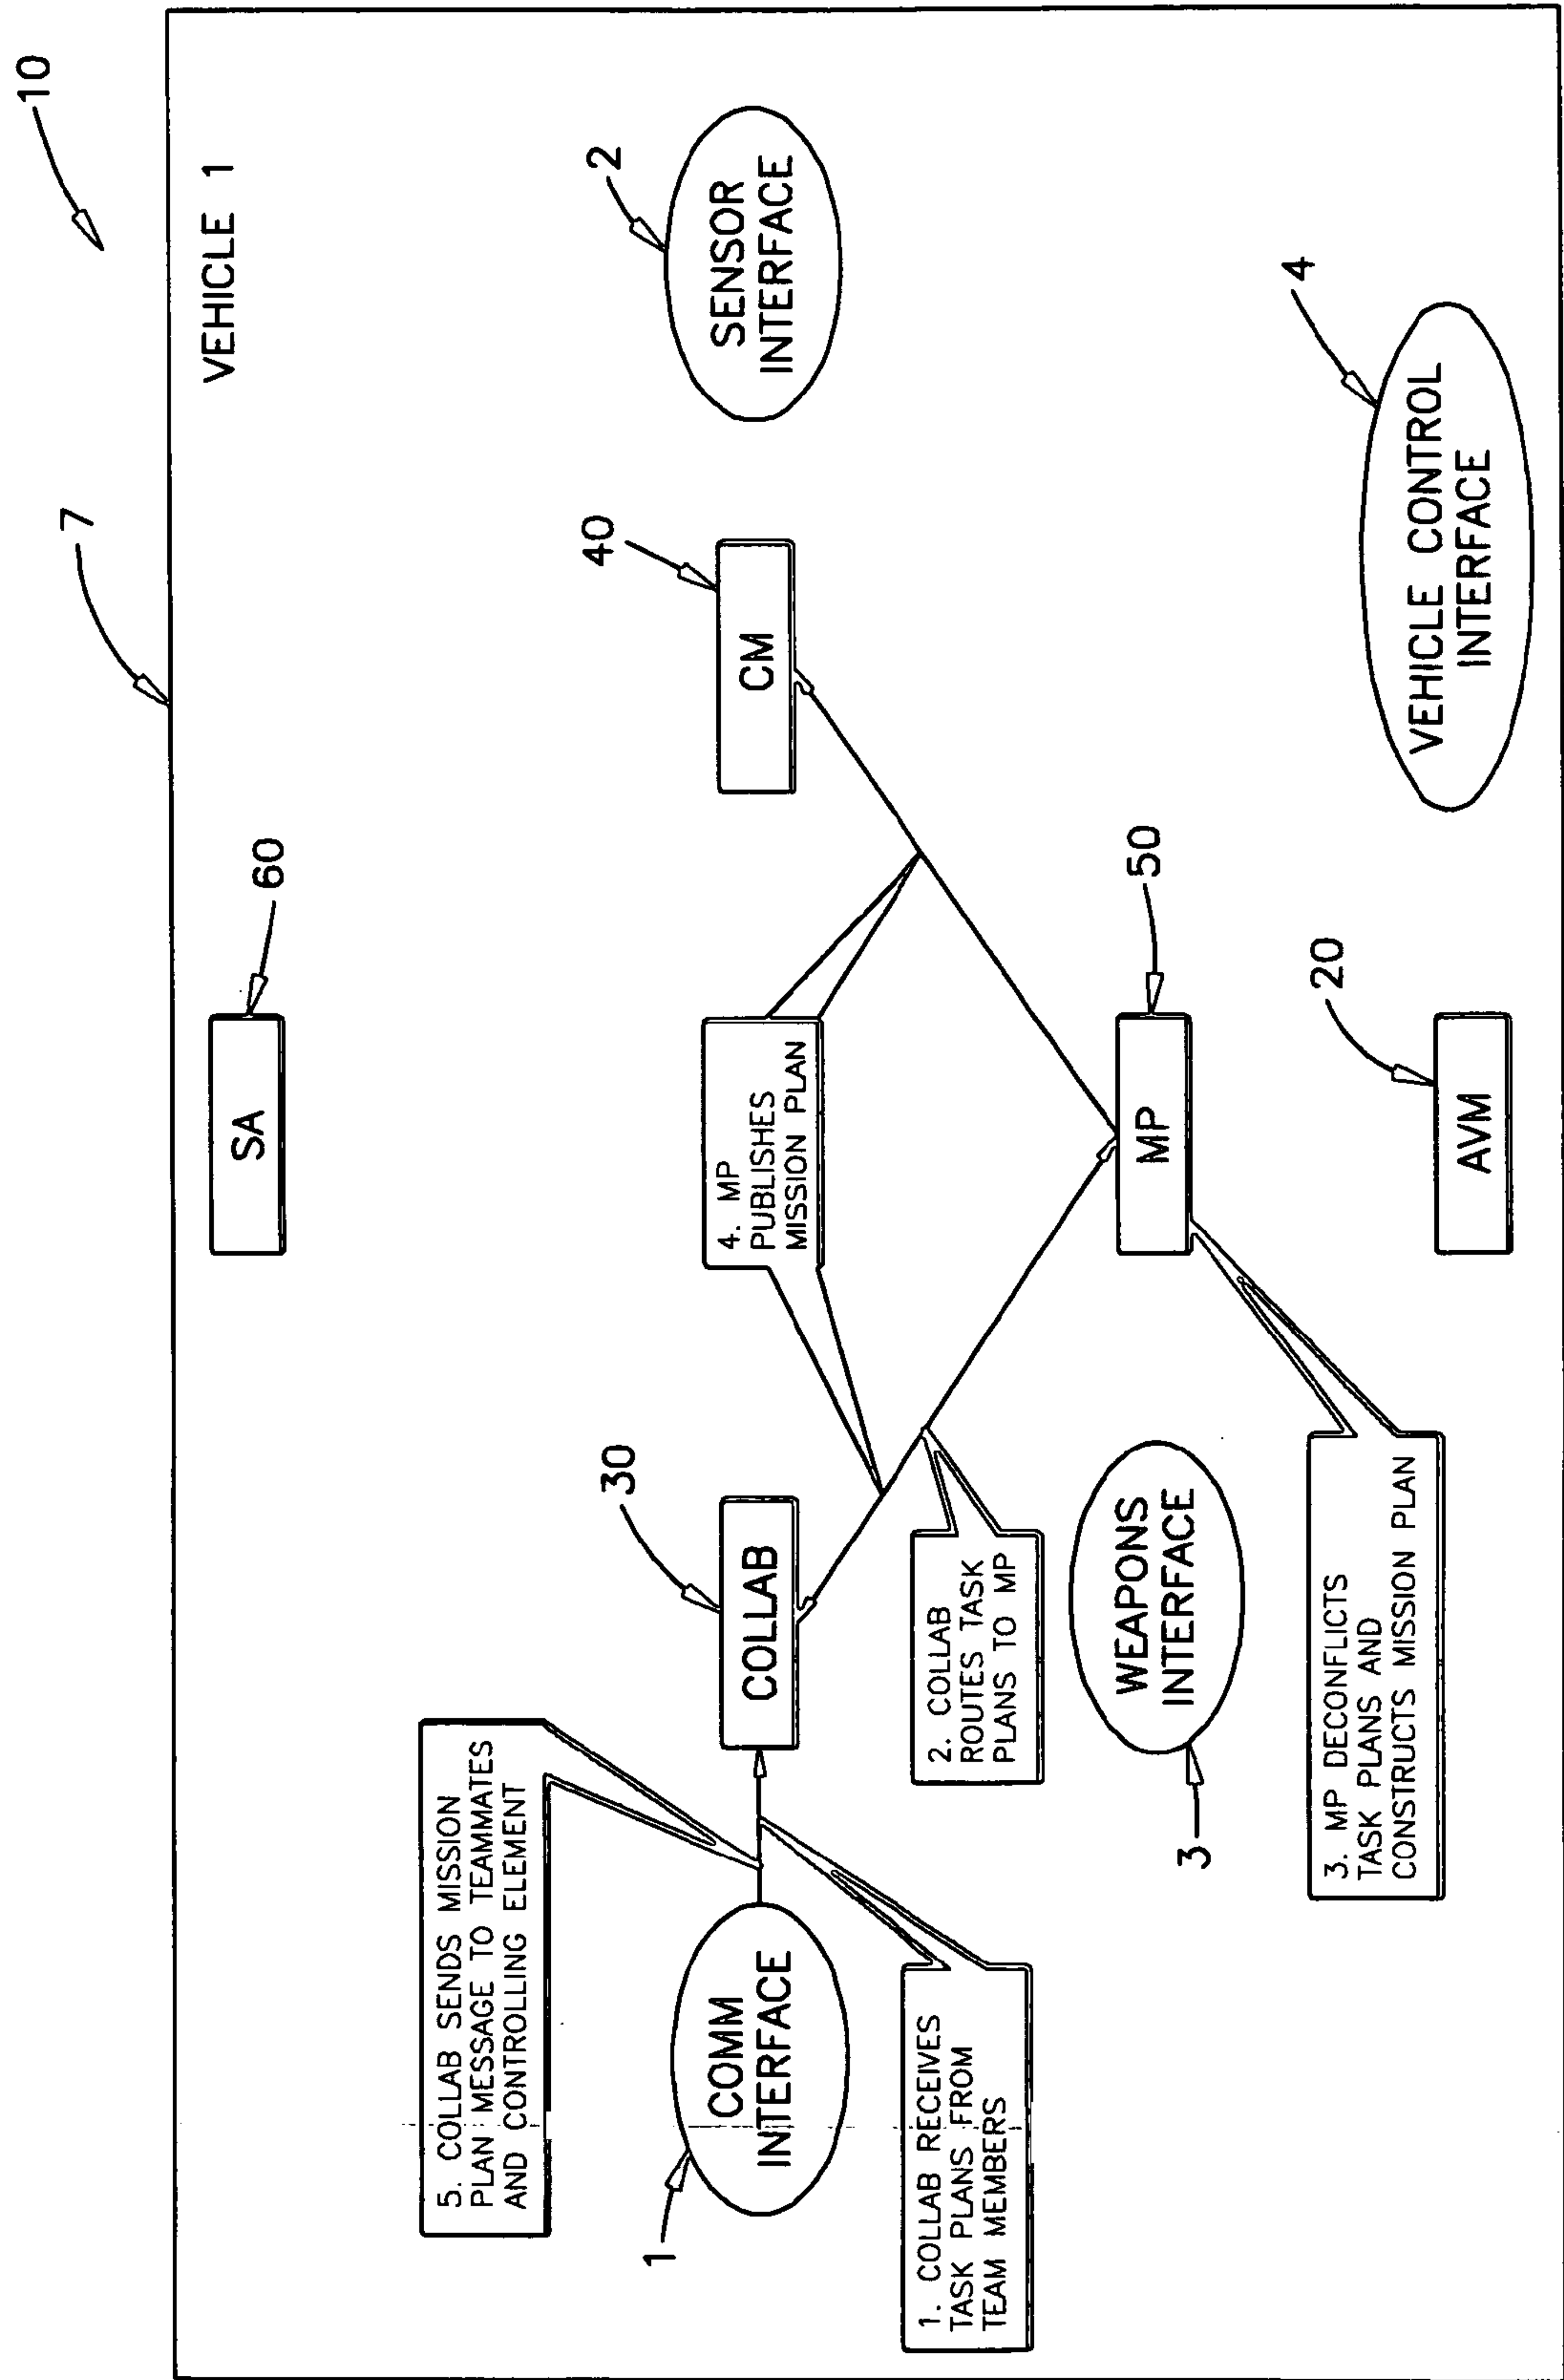 10
7
VEHICLE 1
SA
60
5. COLLAB SENDS MISSION
PLAN MESSAGE TO TEAMMATES
AND CONTROLLING ELEMENT
1
COMM
INTERFACE
30
COLLAB
4. MP
PUBLISHES
MISSION PLAN
40
CM
2
SENSOR
INTERFACE
1. COLLAB RECEIVES
TASK PLANS FROM
TEAM MEMBERS
2. COLLAB
ROUTES TASK
PLANS TO MP
3
WEAPONS
INTERFACE
MP
50
3. MP DECONFLICTS
TASK PLANS AND
CONSTRUCTS MISSION PLAN
20
AVM
4
VEHICLE CONTROL
INTERFACE